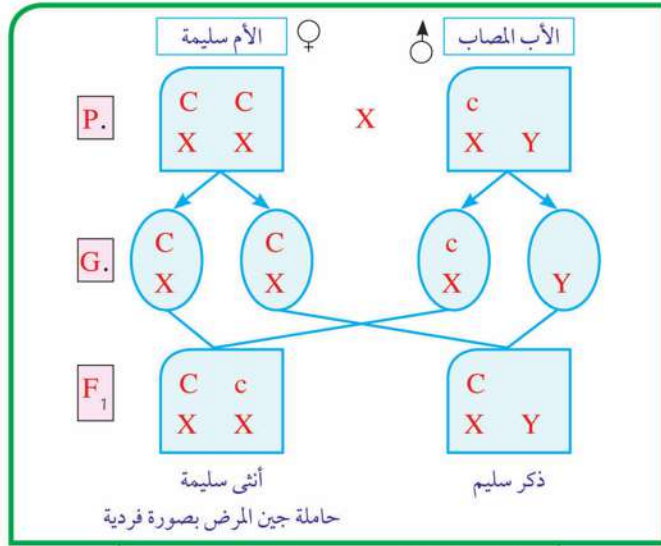 الأب المصاب ♂ ♀ الأم سليمة
P.
C C
X X
X
c
X Y
G.
C
X
C
X
c
X
Y
F1
C c
X X
C
X Y
ذكر سليم
أنثى سليمة
حاملة جين المرض بصورة فردية